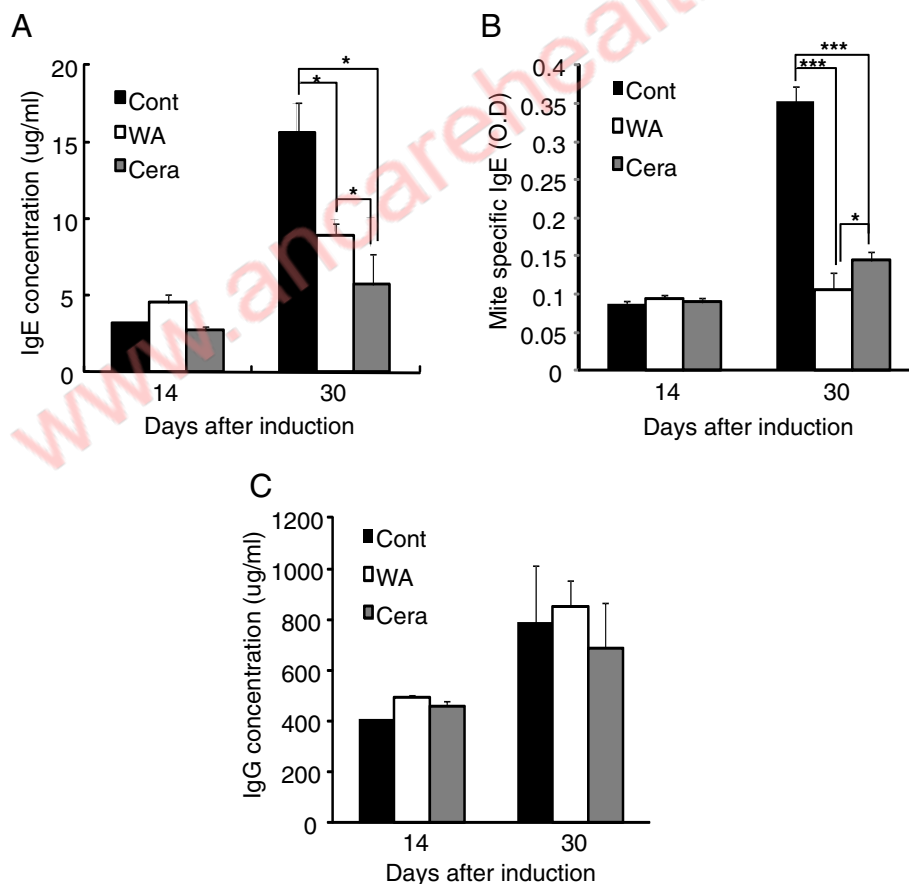 A
IgE concentration (ug/ml)
20
15
10
5
0
Cont
WA
Cera
*
*
*
14
30
Days after induction
B
Mite specific IgE (O.D)
0.4
0.35
0.3
0.25
0.2
0.15
0.1
0.05
0
Cont
WA
Cera
***
***
*
14
30
Days after induction
C
IgG concentration (ug/ml)
1200
1000
800
600
400
200
0
Cont
WA
Cera
14
30
Days after induction
www.ancarehealt